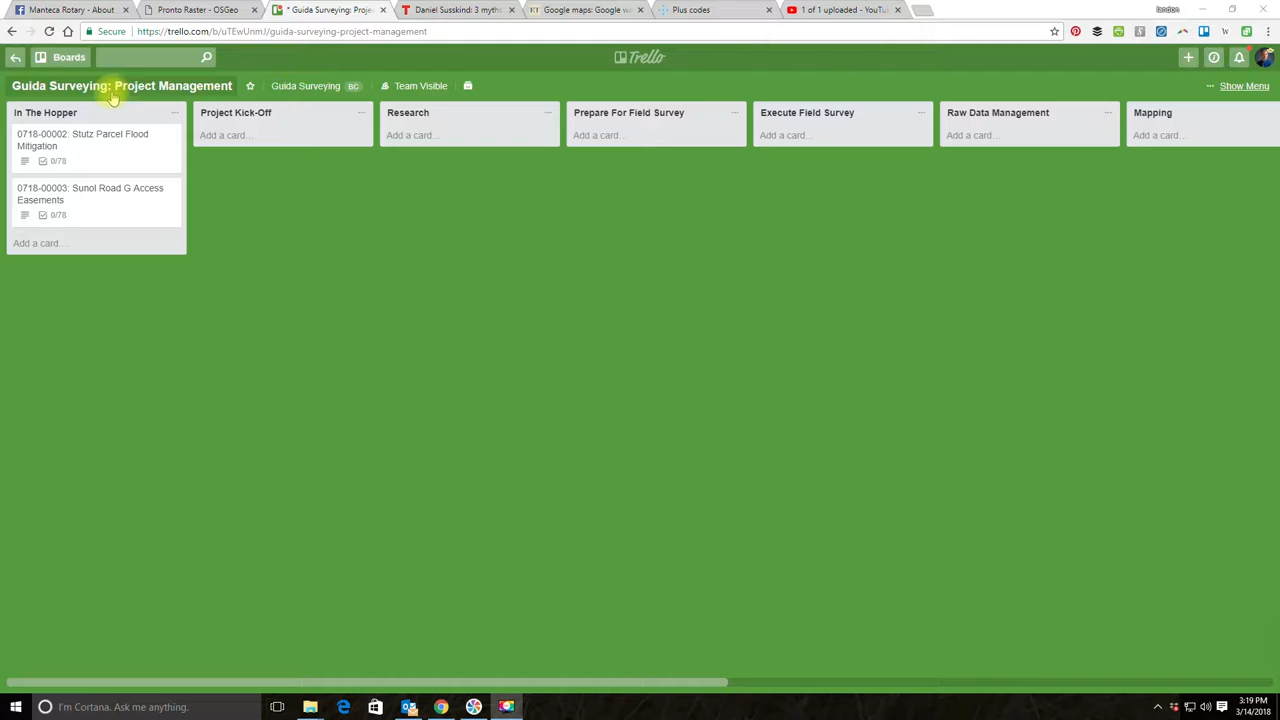 Manteca Rotary - About
Pronto Raster - OSGeo
* Guida Surveying: Proje
Daniel Susskind: 3 myths
Google maps: Google wa
Plus codes
1 of 1 uploaded - YouTu
london
Secure
https://trello.com/b/uTEwUnmJ/guida-surveying-project-management
Boards
Trello
Guida Surveying: Project Management
Guida Surveying BC
Team Visible
... Show Menu
In The Hopper
0718-00002: Stutz Parcel Flood
Mitigation
0/78
0718-00003: Sunol Road G Access
Easements
0/78
Add a card...
Project Kick-Off
Add a card...
Research
Add a card...
Prepare For Field Survey
Add a card...
Execute Field Survey
Add a card...
Raw Data Management
Add a card...
Mapping
Add a card...
I'm Cortana. Ask me anything.
3:19 PM
3/14/2018